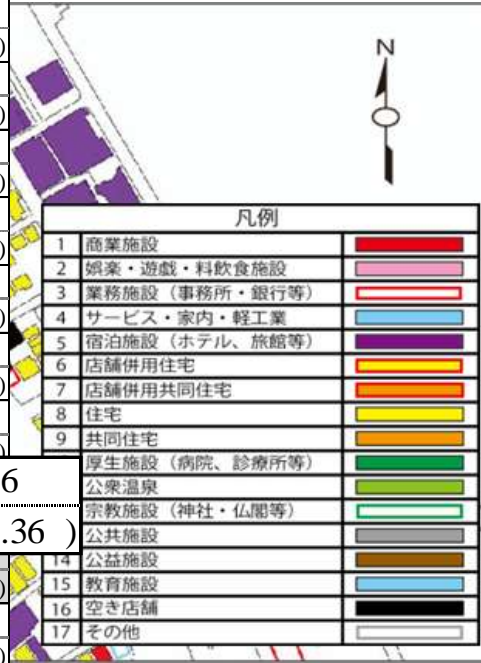 N
凡例
1 商業施設
2 娯楽・遊戯・料飲食施設
3 業務施設（事務所・銀行等）
4 サービス・家内・軽工業
5 宿泊施設（ホテル、旅館等）
6 店舗併用住宅
7 店舗併用共同住宅
8 住宅
9 共同住宅
厚生施設（病院、診療所等）
6
公衆温泉
宗教施設（神社・仏閣等）
.36 )
公共施設
14 公益施設
15 教育施設
16 空き店舗
17 その他